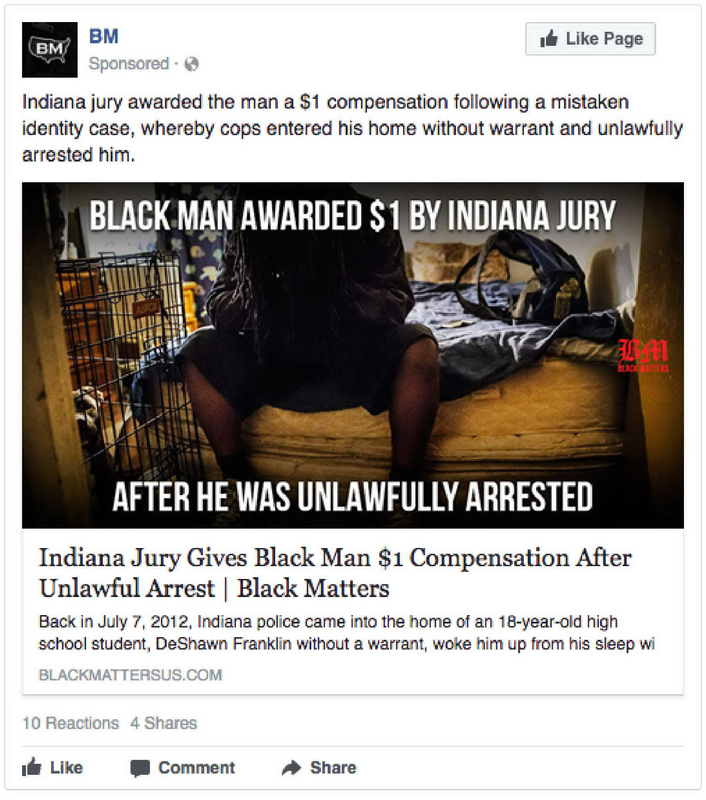 BM
BM
Like Page
Sponsored ·
Indiana jury awarded the man a $1 compensation following a mistaken
identity case, whereby cops entered his home without warrant and unlawfully
arrested him.
BLACK MAN AWARDED $1 BY INDIANA JURY
BM
BLACK MATTERS
AFTER HE WAS UNLAWFULLY ARRESTED
Indiana Jury Gives Black Man $1 Compensation After
Unlawful Arrest | Black Matters
Back in July 7, 2012, Indiana police came into the home of an 18-year-old high
school student, DeShawn Franklin without a warrant, woke him up from his sleep wi
BLACKMATTERSUS.COM
10 Reactions 4 Shares
Like Comment Share